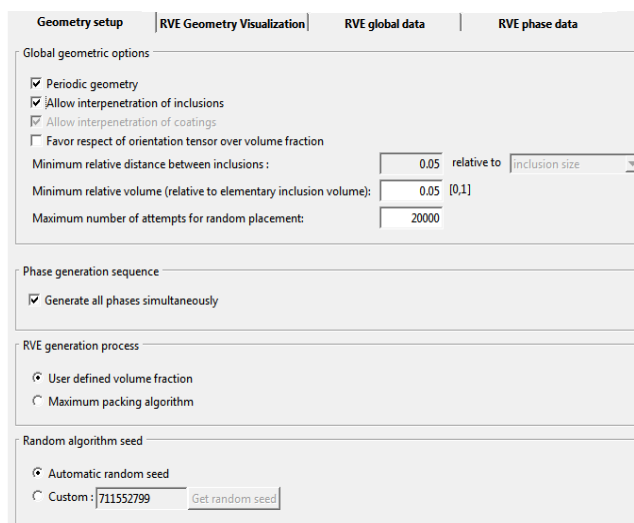 Geometry setup RVE Geometry Visualization RVE global data RVE phase data
Global geometric options
Periodic geometry
Allow interpenetration of inclusions
Allow interpenetration of coatings
Favor respect of orientation tensor over volume fraction
Minimum relative distance between inclusions : 0.05 relative to inclusion size
Minimum relative volume (relative to elementary inclusion volume): 0.05 [0,1]
Maximum number of attempts for random placement: 20000
Phase generation sequence
Generate all phases simultaneously
RVE generation process
User defined volume fraction
Maximum packing algorithm
Random algorithm seed
Automatic random seed
Custom : 711552799 Get random seed